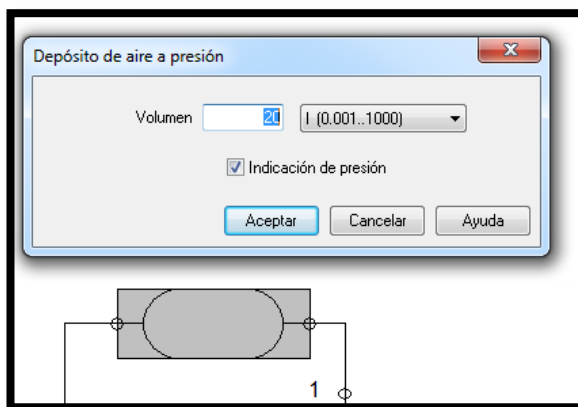 Depósito de aire a presión
Volumen 20 l (0.001..1000)
Indicación de presión
Aceptar Cancelar Ayuda
1